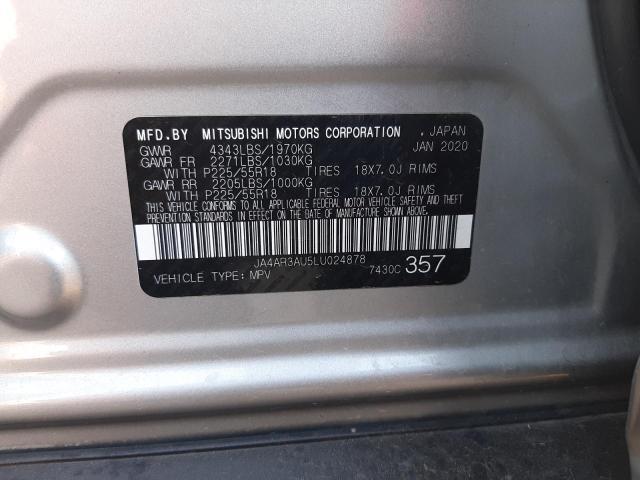 MFD.BY MITSUBISHI MOTORS CORPORATION , JAPAN
GVWR 4343LBS/1970KG JAN 2020
GAWR FR 2271LBS/1030KG
WITH P225/55R18 TIRES 18X7.0J RIMS
GAWR RR 2205LBS/1000KG
WITH P225/55R18 TIRES 18X7.0J RIMS
THIS VEHICLE CONFORMS TO ALL APPLICABLE FEDERAL MOTOR VEHICLE SAFETY AND THEFT
PREVENTION STANDARDS IN EFFECT ON THE DATE OF MANUFACTURE SHOWN ABOVE.
JA4AR3AU5LU024878
VEHICLE TYPE: MPV 7430C 357